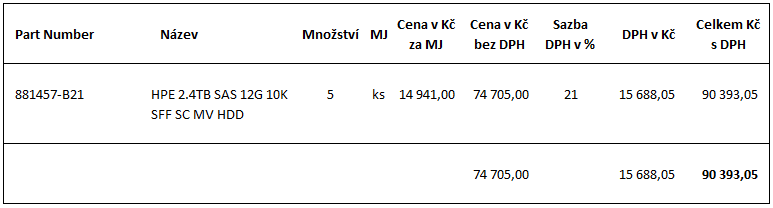 Part Number Název Množství MJ Cena v Kč za MJ Cena v Kč bez DPH Sazba DPH v % DPH v Kč Celkem Kč s DPH
881457-B21 HPE 2.4TB SAS 12G 10K 5 ks 14 941,00 74 705,00 21 15 688,05 90 393,05
SFF SC MV HDD
74 705,00 15 688,05 90 393,05